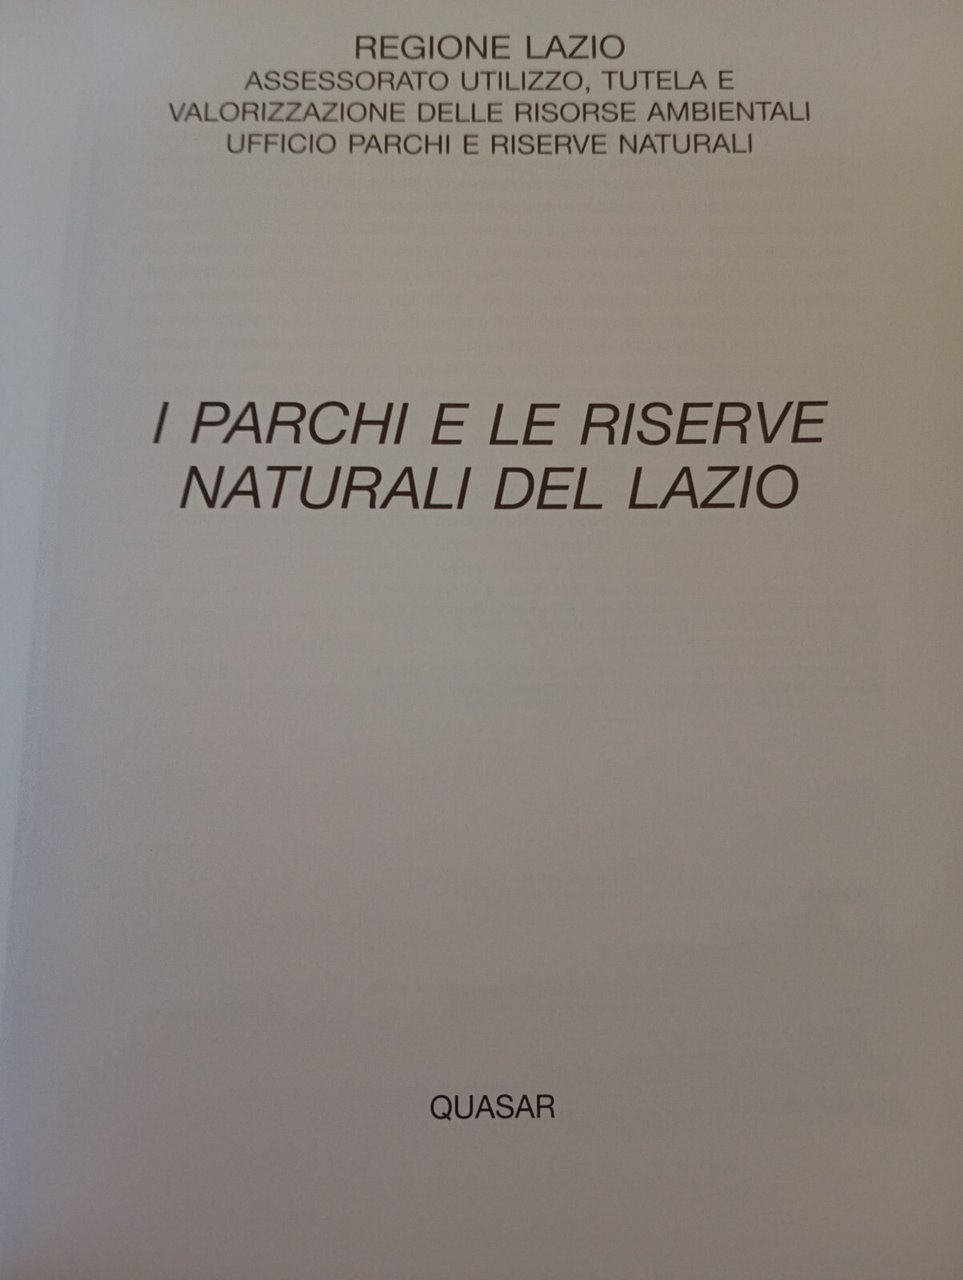 REGIONE LAZIO
ASSESSORATO UTILIZZO, TUTELA E
VALORIZZAZIONE DELLE RISORSE AMBIENTALI
UFFICIO PARCHI E RISERVE NATURALI
I PARCHI E LE RISERVE
NATURALI DEL LAZIO
QUASAR